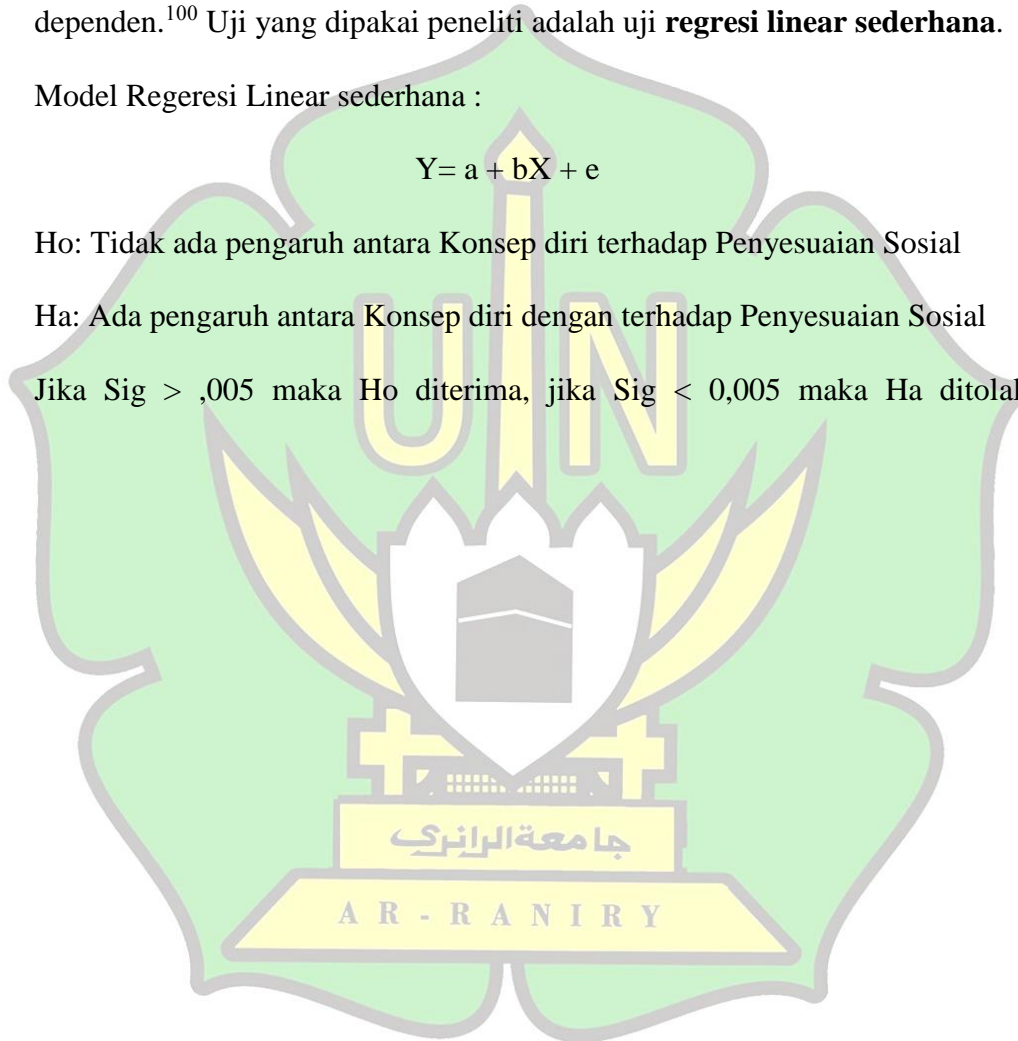 dependen.100 Uji yang dipakai peneliti adalah uji regresi linear sederhana.
Model Regeresi Linear sederhana :
Y= a + bX + e
Ho: Tidak ada pengaruh antara Konsep diri terhadap Penyesuaian Sosial
Ha: Ada pengaruh antara Konsep diri dengan terhadap Penyesuaian Sosial
Jika Sig > ,005 maka Ho diterima, jika Sig < 0,005 maka Ha ditolak
UIN
جامعة الرانري
AR-RANIRY